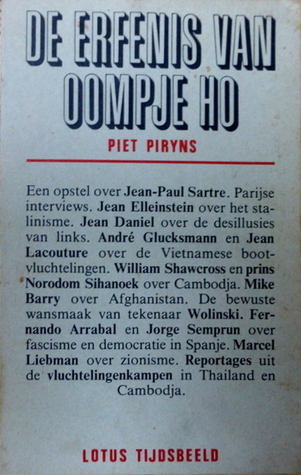 DE ERFENIS VAN
OOMPJE HO
PIET PIRYNS
Een opstel over Jean-Paul Sartre. Parijse
interviews. Jean Elleinstein over het sta-
linisme. Jean Daniel over de desillusies
van links. André Glucksmann en Jean
Lacouture over de Vietnamese boot-
vluchtelingen. William Shawcross en prins
Norodom Sihanoek over Cambodja. Mike
Barry over Afghanistan. De bewuste
wansmaak van tekenaar Wolinski. Fer-
nando Arrabal en Jorge Semprun over
fascisme en democratie in Spanje. Marcel
Liebman over zionisme. Reportages uit
de vluchtelingenkampen in Thailand en
Cambodja.
LOTUS TIJDSBEELD